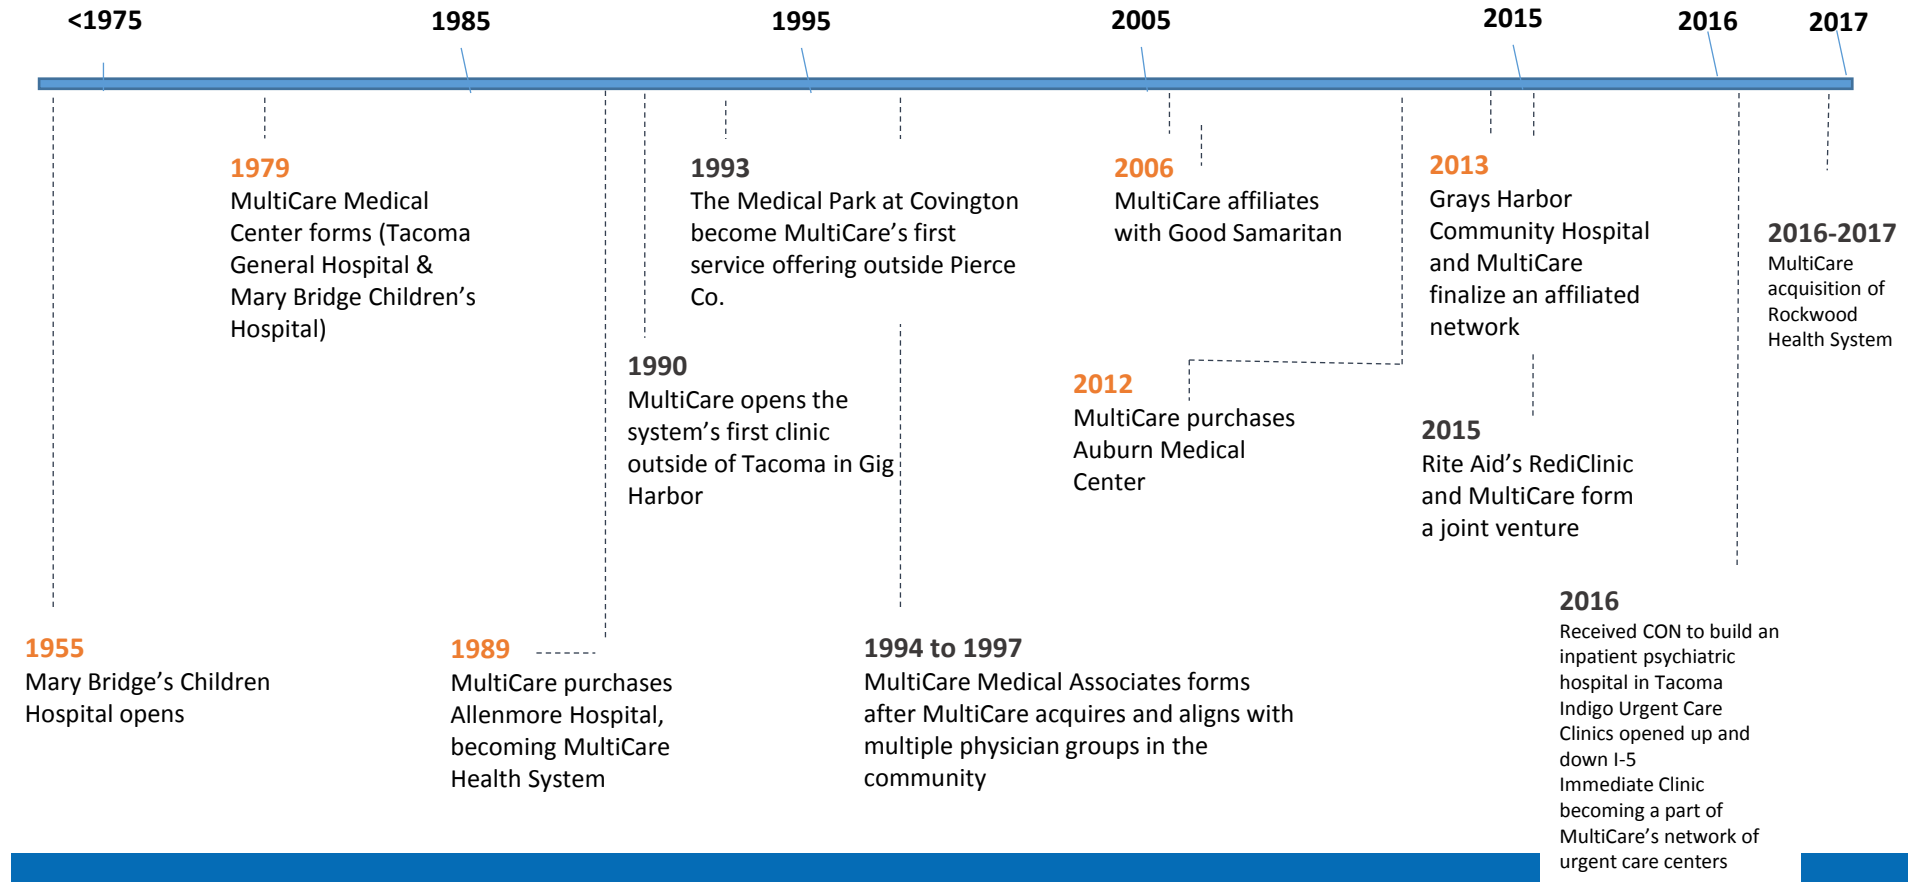 <1975
1985
1995
2005
2015
2016
2017
1979
MultiCare Medical
Center forms (Tacoma
General Hospital &
Mary Bridge Children’s
Hospital)
1993
The Medical Park at Covington
become MultiCare’s first
service offering outside Pierce
Co.
2006
MultiCare affiliates
with Good Samaritan
2013
Grays Harbor
Community Hospital
and MultiCare
finalize an affiliated
network
2016-2017
MultiCare
acquisition of
Rockwood
Health System
1990
MultiCare opens the
system’s first clinic
outside of Tacoma in Gig
Harbor
2012
MultiCare purchases
Auburn Medical
Center
2015
Rite Aid’s RediClinic
and MultiCare form
a joint venture
1955
Mary Bridge’s Children
Hospital opens
1989
MultiCare purchases
Allenmore Hospital,
becoming MultiCare
Health System
1994 to 1997
MultiCare Medical Associates forms
after MultiCare acquires and aligns with
multiple physician groups in the
community
2016
Received CON to build an
inpatient psychiatric
hospital in Tacoma
Indigo Urgent Care
Clinics opened up and
down I-5
Immediate Clinic
becoming a part of
MultiCare’s network of
urgent care centers